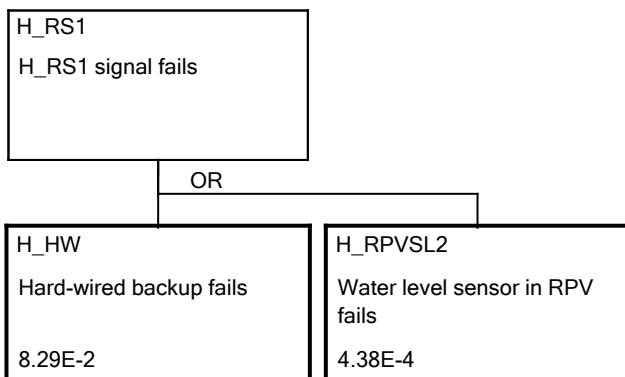 H_RS1
H_RS1 signal fails
OR
H_HW
Hard-wired backup fails
8.29E-2
H_RPVSL2
Water level sensor in RPV
fails
4.38E-4